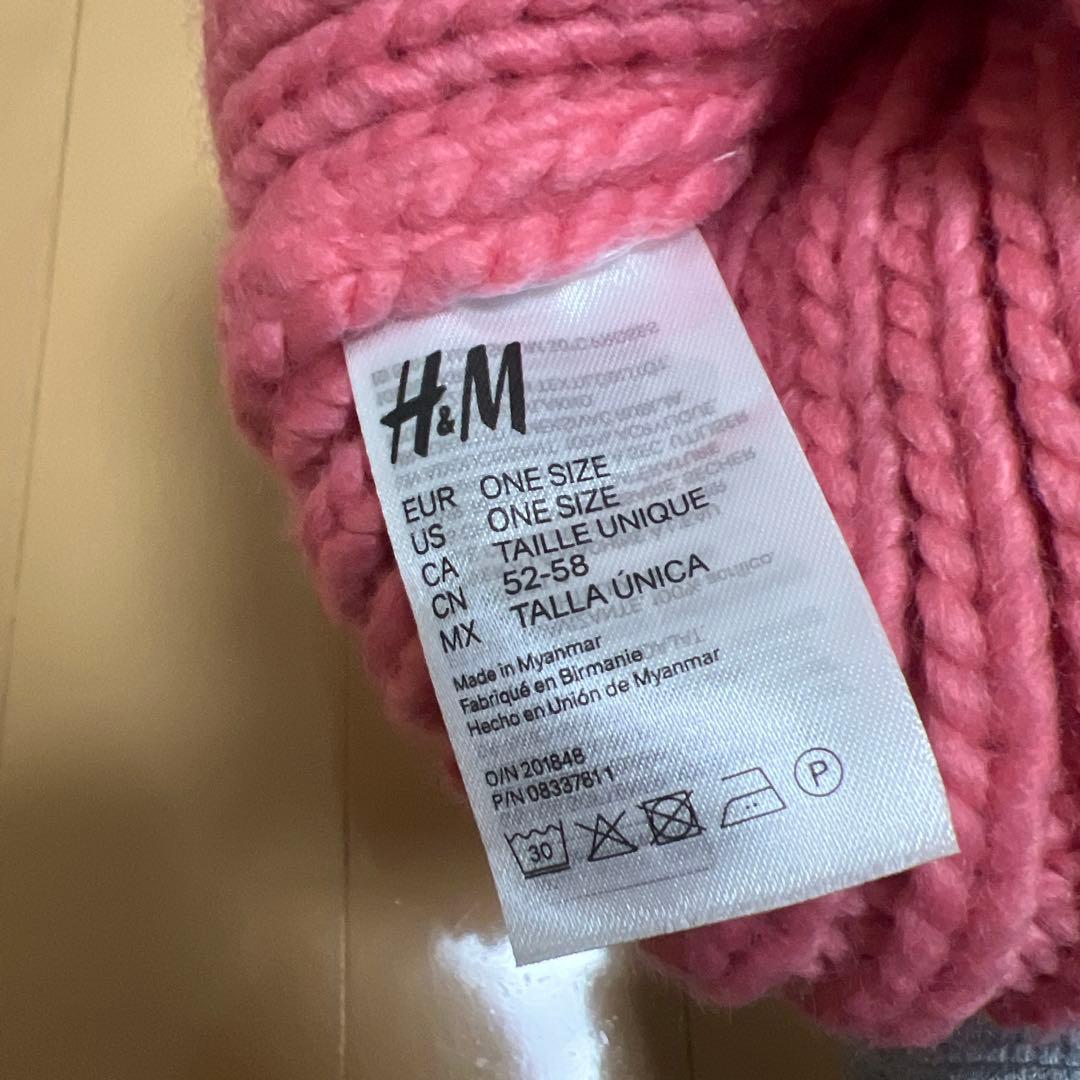 H&M
EUR ONE SIZE
US ONE SIZE
CA TAILLE UNIQUE
CN 52-58
MX TALLA ÚNICA
Made in Myanmar
Fabriqué en Birmanie
Hecho en Unión de Myanmar
O/N 201848
P/N 08337811
30
P